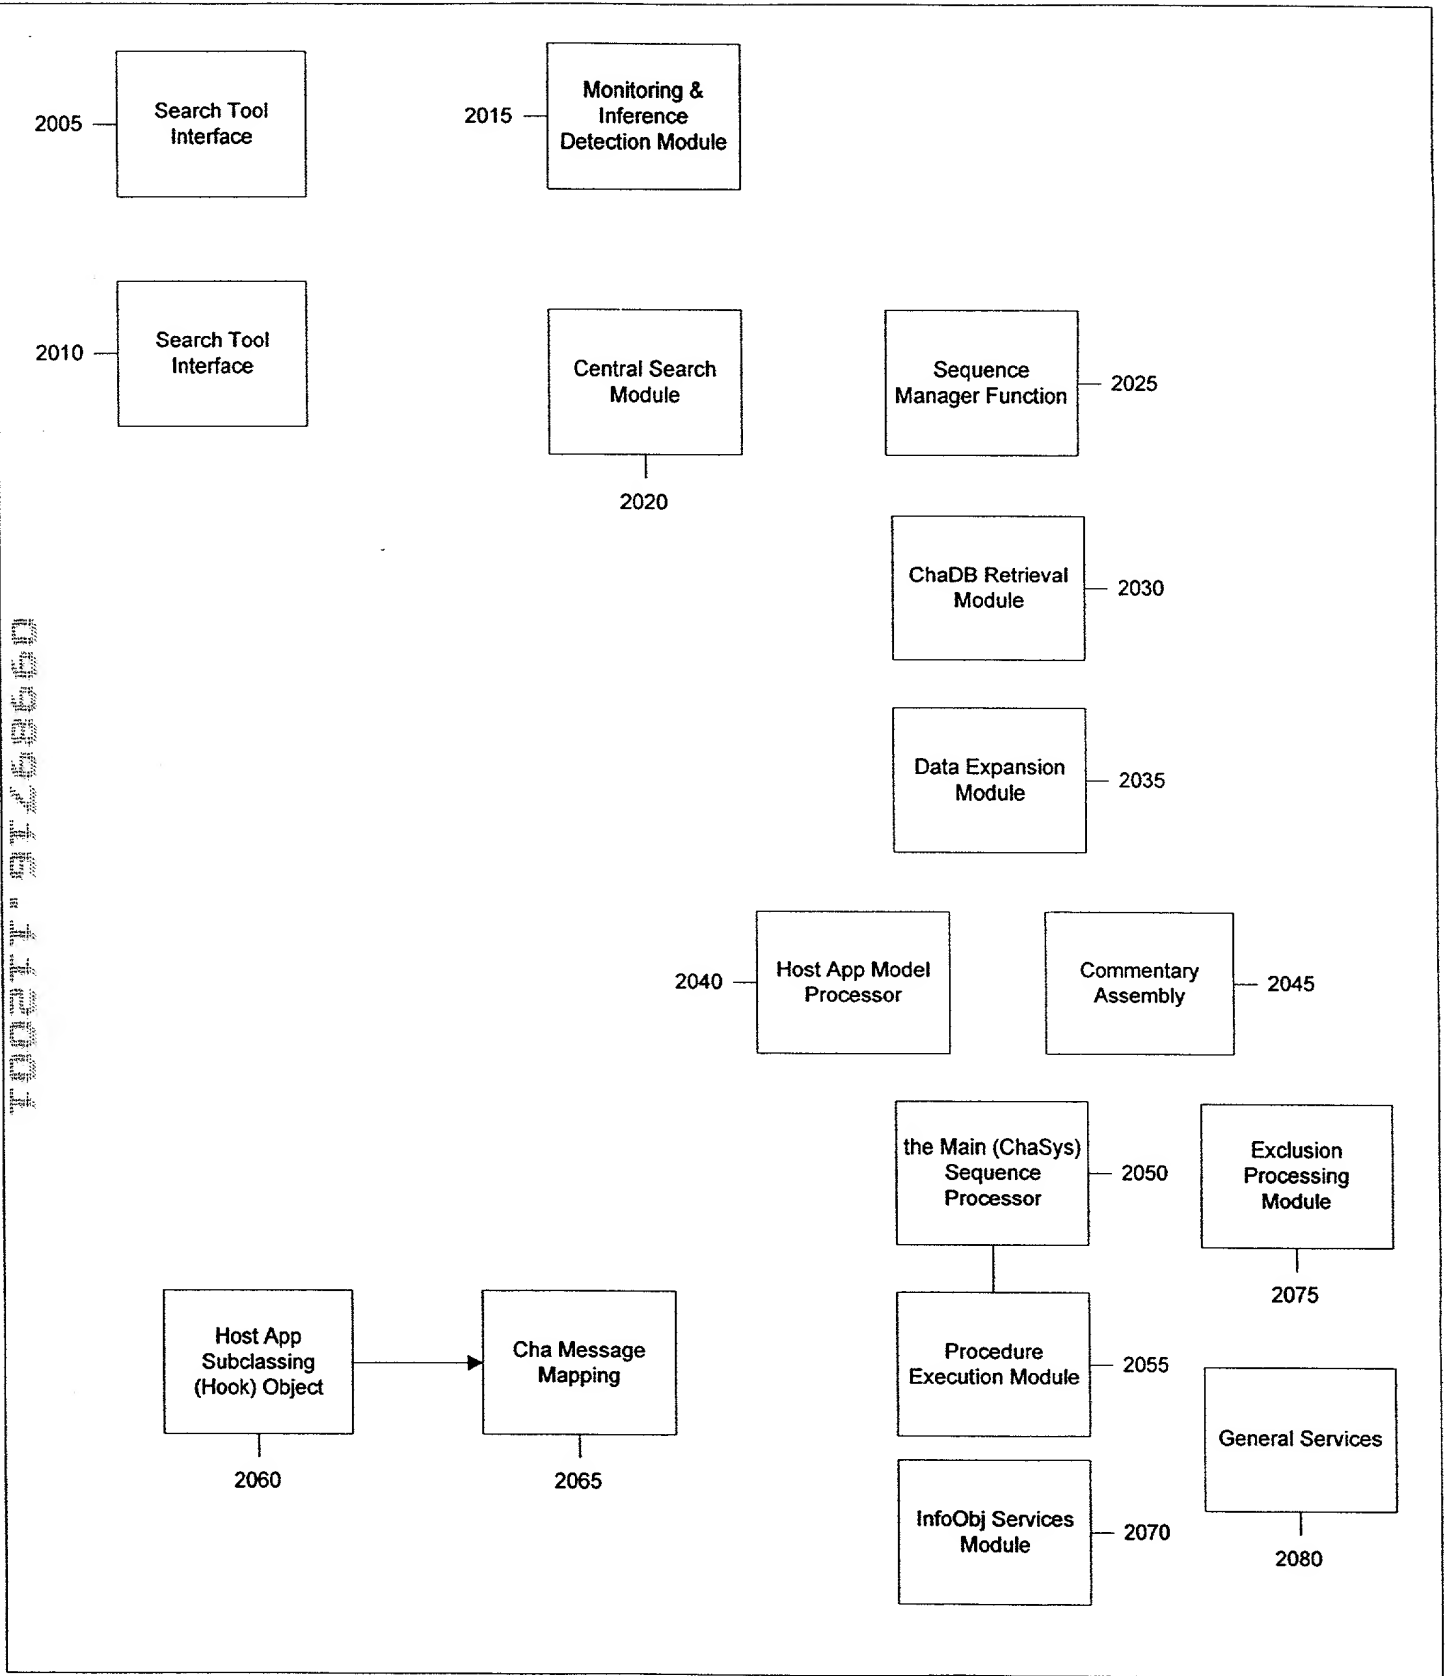 2005
Search Tool
Interface
2015
Monitoring &
Inference
Detection Module
2010
Search Tool
Interface
Central Search
Module
2020
Sequence
Manager Function
2025
ChaDB Retrieval
Module
2030
Data Expansion
Module
2035
2040
Host App Model
Processor
Commentary
Assembly
2045
the Main (ChaSys)
Sequence
Processor
2050
Exclusion
Processing
Module
2075
Host App
Subclassing
(Hook) Object
2060
Cha Message
Mapping
2065
Procedure
Execution Module
2055
General Services
2080
InfoObj Services
Module
2070
09989716.112001